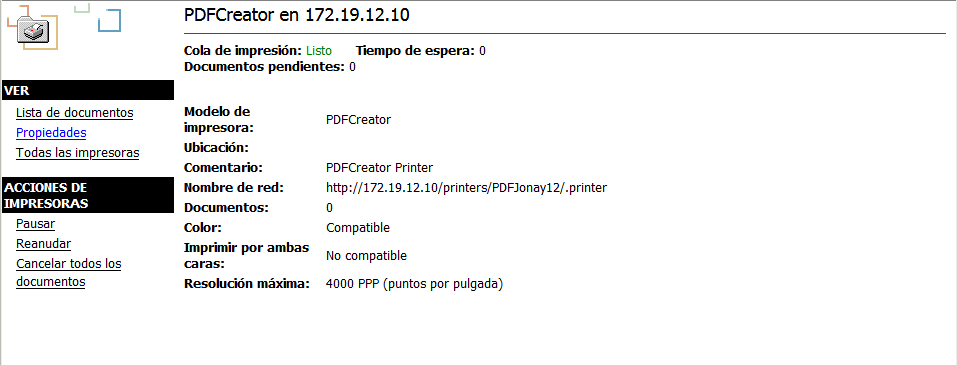 PDFCreator en 172.19.12.10
Cola de impresión: Listo Tiempo de espera: 0
Documentos pendientes: 0
VER
Lista de documentos
Propiedades
Todas las impresoras
ACCIONES DE
IMPRESORAS
Pausar
Reanudar
Cancelar todos los
documentos
Modelo de
impresora: PDFCreator
Ubicación:
Comentario: PDFCreator Printer
Nombre de red: http://172.19.12.10/printers/PDFJonay12/.printer
Documentos: 0
Color: Compatible
Imprimir por ambas
caras: No compatible
Resolución máxima: 4000 PPP (puntos por pulgada)